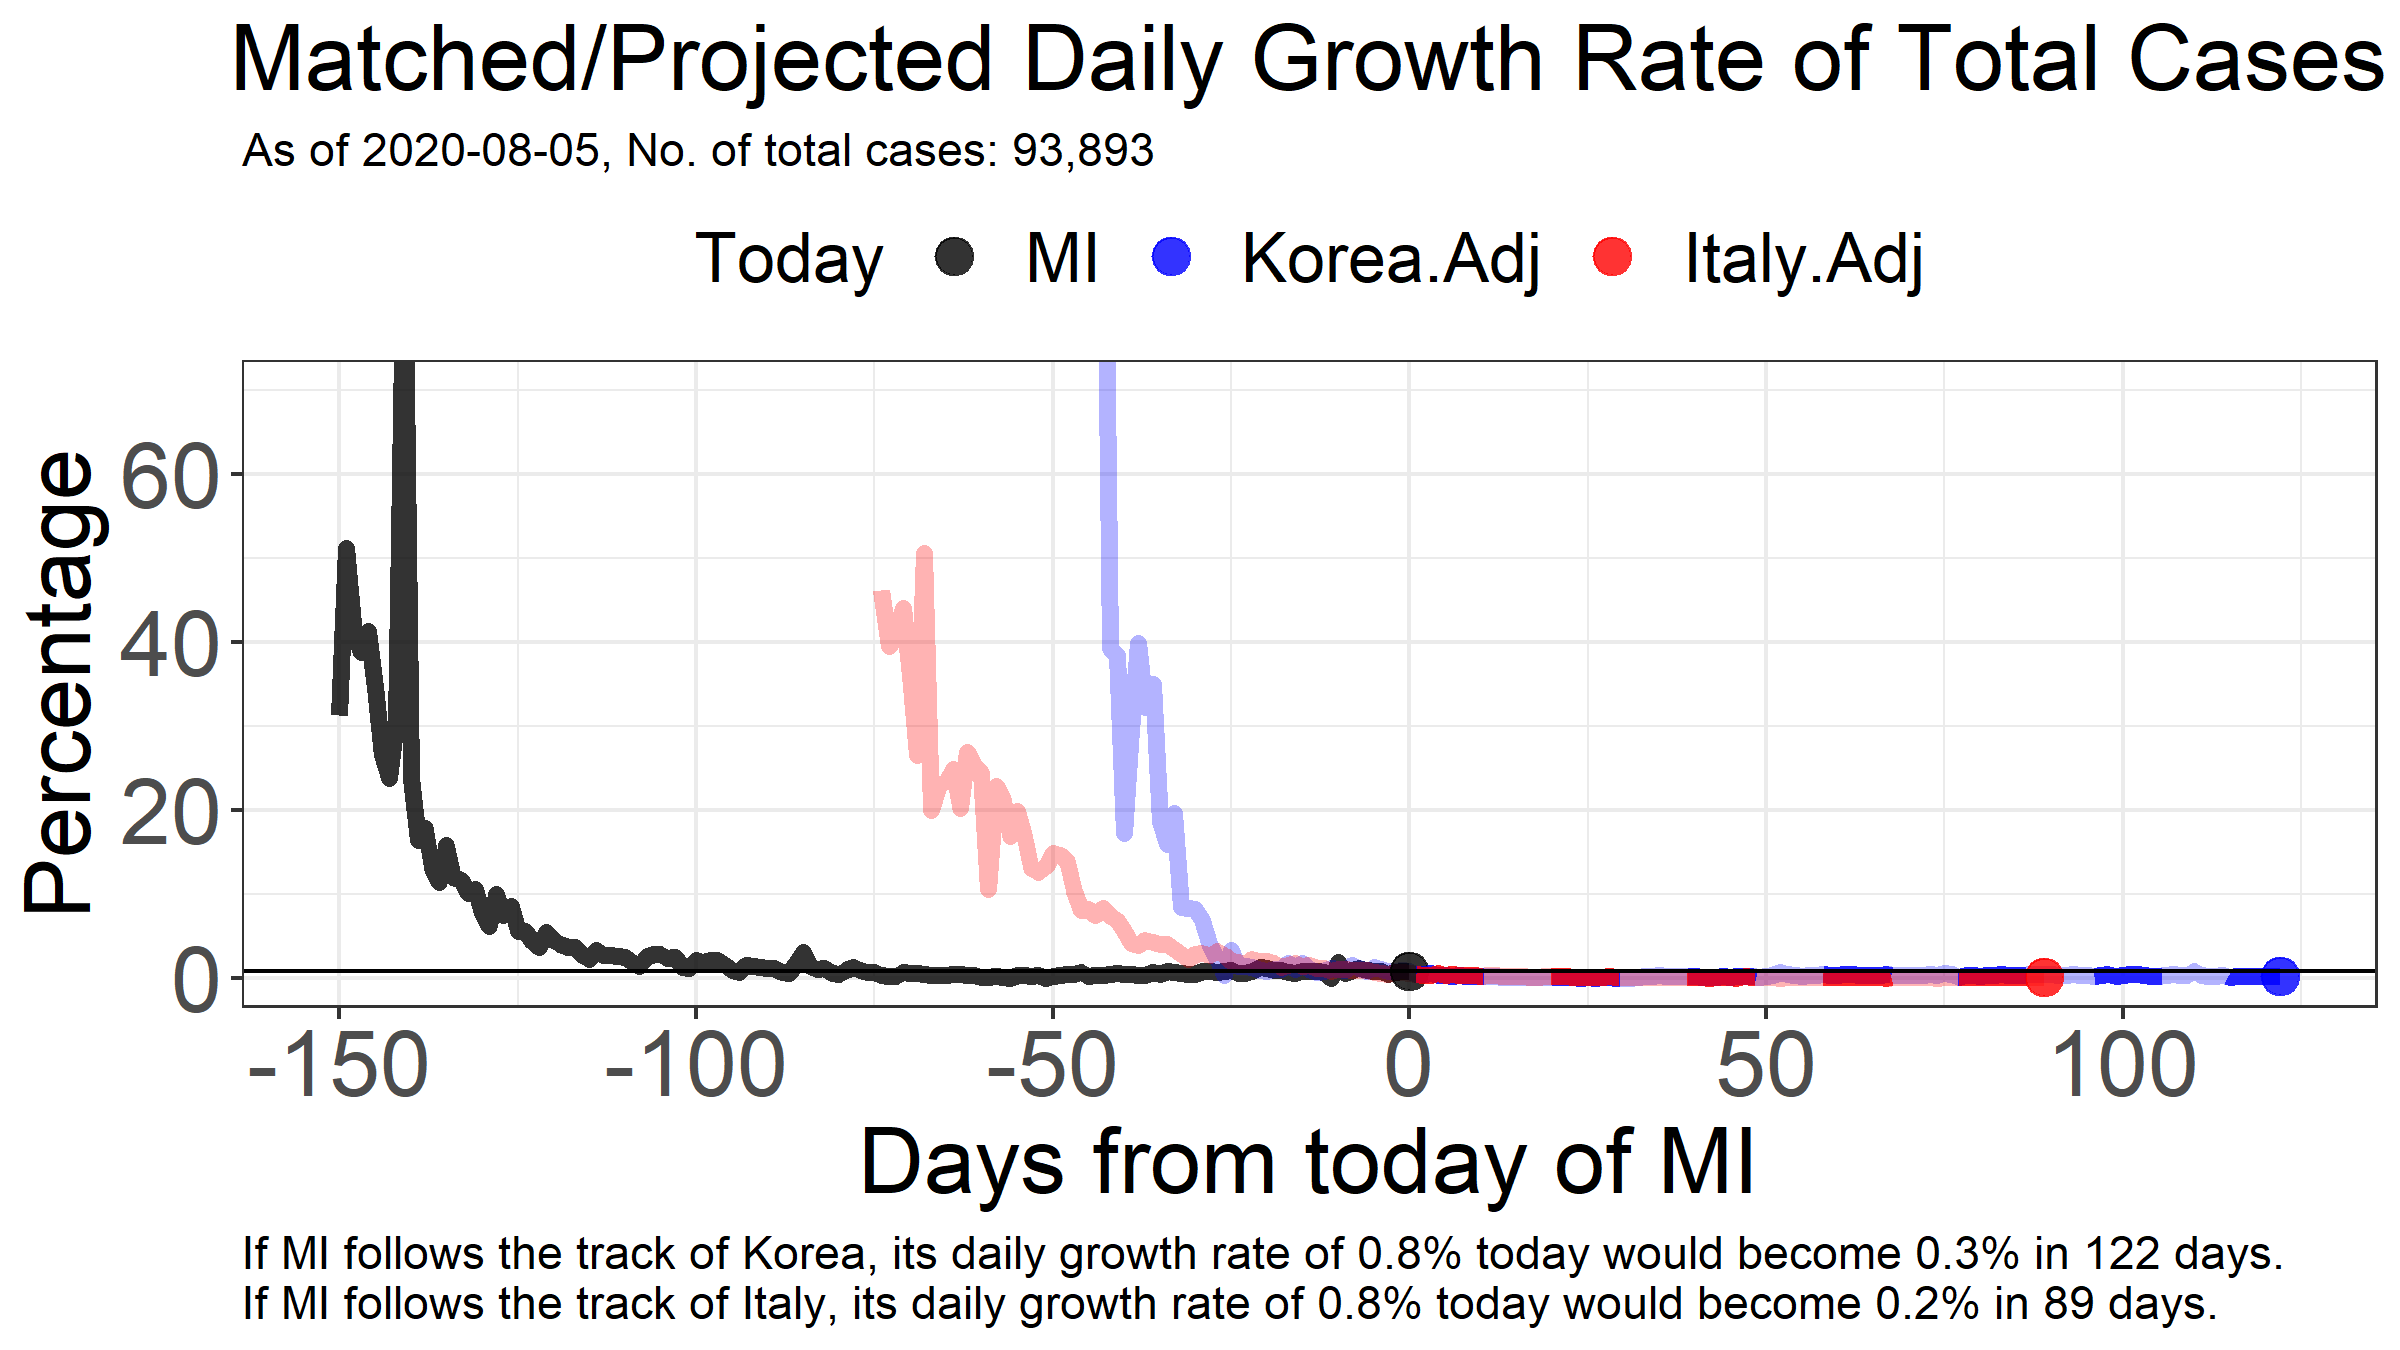 Matched/Projected Daily Growth Rate of Total Cases
As of 2020-08-05, No. of total cases: 93,893
Today MI Korea.Adj Italy.Adj
Percentage
60
40
20
0
-150 -100 -50 0 50 100
Days from today of MI
If MI follows the track of Korea, its daily growth rate of 0.8% today would become 0.3% in 122 days.
If MI follows the track of Italy, its daily growth rate of 0.8% today would become 0.2% in 89 days.